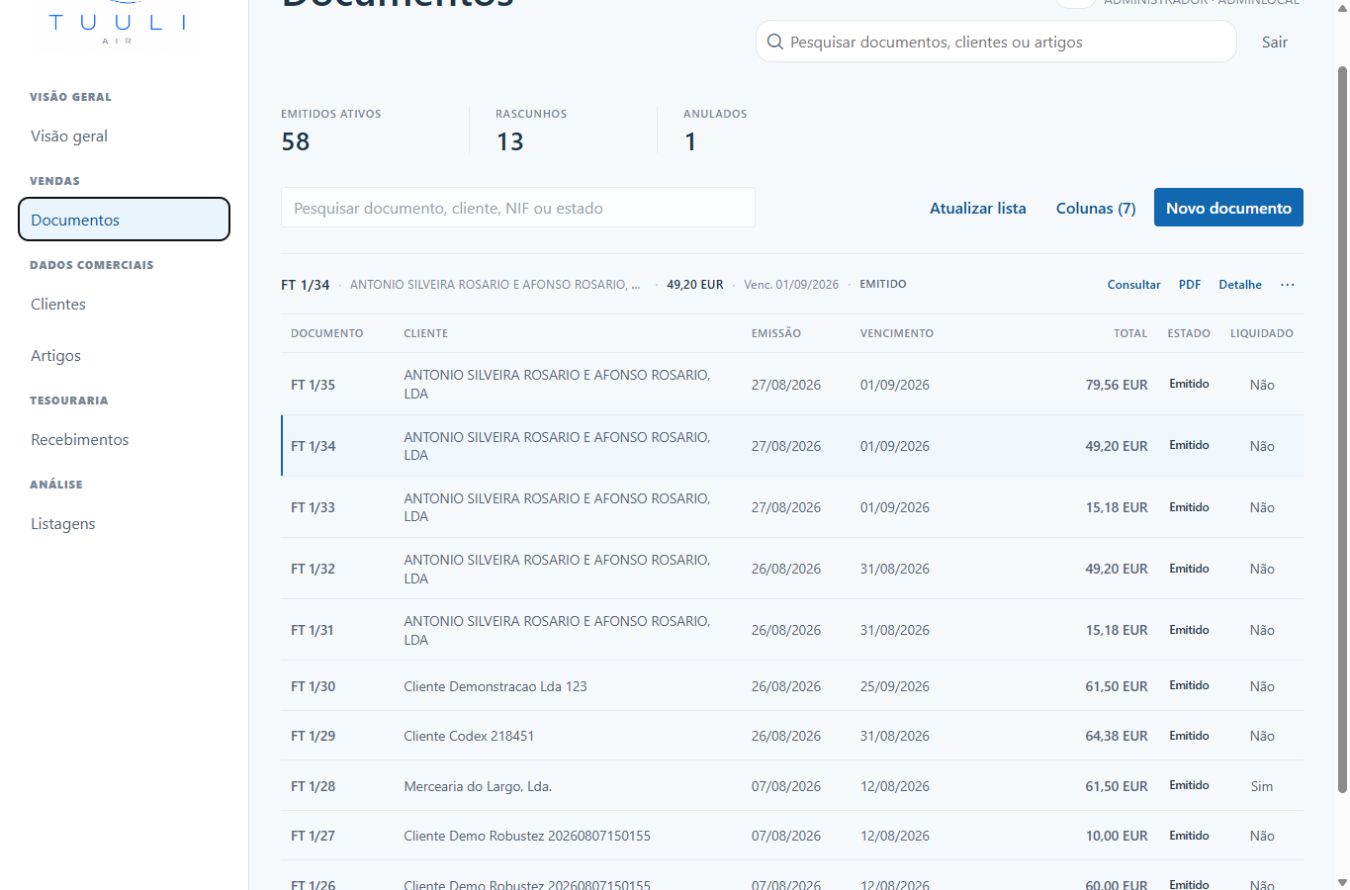 TUULI
AIR
VISÃO GERAL
Visão geral
VENDAS
Documentos
DADOS COMERCIAIS
Clientes
Artigos
TESOURARIA
Recebimentos
ANÁLISE
Listagens
Documentos
ADMINISTRADOR · ADMINLOCAL
Pesquisar documentos, clientes ou artigos
Sair
EMITIDOS ATIVOS
58
RASCUNHOS
13
ANULADOS
1
Pesquisar documento, cliente, NIF ou estado
Atualizar lista
Colunas (7)
Novo documento
FT 1/34 · ANTONIO SILVEIRA ROSARIO E AFONSO ROSARIO, ... · 49,20 EUR · Venc. 01/09/2026 · EMITIDO
Consultar PDF Detalhe ···
DOCUMENTO CLIENTE EMISSÃO VENCIMENTO TOTAL ESTADO LIQUIDADO
FT 1/35 ANTONIO SILVEIRA ROSARIO E AFONSO ROSARIO, 27/08/2026 01/09/2026 79,56 EUR Emitido Não
LDA
FT 1/34 ANTONIO SILVEIRA ROSARIO E AFONSO ROSARIO, 27/08/2026 01/09/2026 49,20 EUR Emitido Não
LDA
FT 1/33 ANTONIO SILVEIRA ROSARIO E AFONSO ROSARIO, 27/08/2026 01/09/2026 15,18 EUR Emitido Não
LDA
FT 1/32 ANTONIO SILVEIRA ROSARIO E AFONSO ROSARIO, 26/08/2026 31/08/2026 49,20 EUR Emitido Não
LDA
FT 1/31 ANTONIO SILVEIRA ROSARIO E AFONSO ROSARIO, 26/08/2026 31/08/2026 15,18 EUR Emitido Não
LDA
FT 1/30 Cliente Demonstracao Lda 123 26/08/2026 25/09/2026 61,50 EUR Emitido Não
FT 1/29 Cliente Codex 218451 26/08/2026 31/08/2026 64,38 EUR Emitido Não
FT 1/28 Mercearia do Largo, Lda. 07/08/2026 12/08/2026 61,50 EUR Emitido Sim
FT 1/27 Cliente Demo Robustez 20260807150155 07/08/2026 12/08/2026 10,00 EUR Emitido Não
FT 1/26 Cliente Demo Robustez 20260807150155 07/08/2026 12/08/2026 60,00 EUR Emitido Não